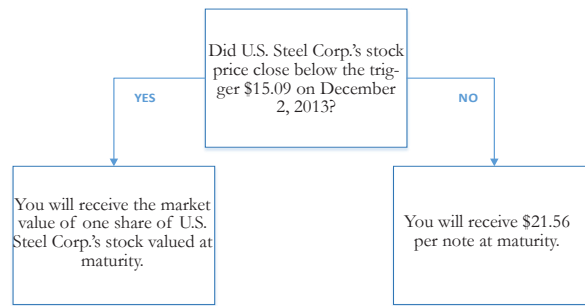 Did U.S. Steel Corp.'s stock
price close below the trig-
ger $15.09 on December
2, 2013?
YES
NO
You will receive the market
value of one share of U.S.
Steel Corp.'s stock valued at
maturity.
You will receive $21.56
per note at maturity.